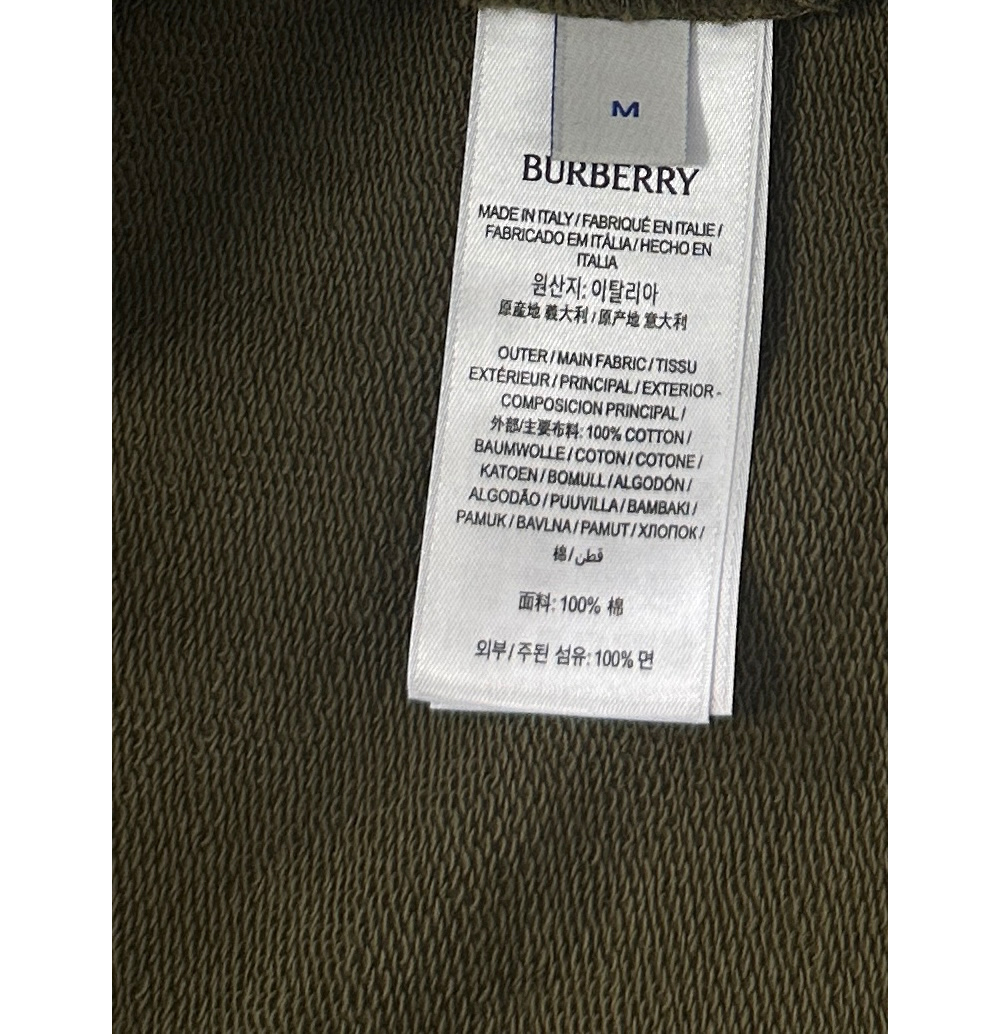 M
BURBERRY
MADE IN ITALY / FABRIQUÉ EN ITALIE /
FABRICADO EM ITÁLIA / HECHO EN
ITALIA
원산지: 이탈리아
原産地 義大利 / 原产地 意大利
OUTER / MAIN FABRIC / TISSU
EXTÉRIEUR / PRINCIPAL / EXTERIOR -
COMPOSICION PRINCIPAL /
外部/主要布料: 100% COTTON /
BAUMWOLLE / COTON / COTONE /
KATOEN / BOMULL / ALGODÓN /
ALGODÃO / PUUVILLA / BAMBAKI /
PAMUK / BAVLNA / PAMUT / ХЛОПОК /
棉 / قطن
面料: 100% 棉
외부 / 주된 섬유: 100% 면